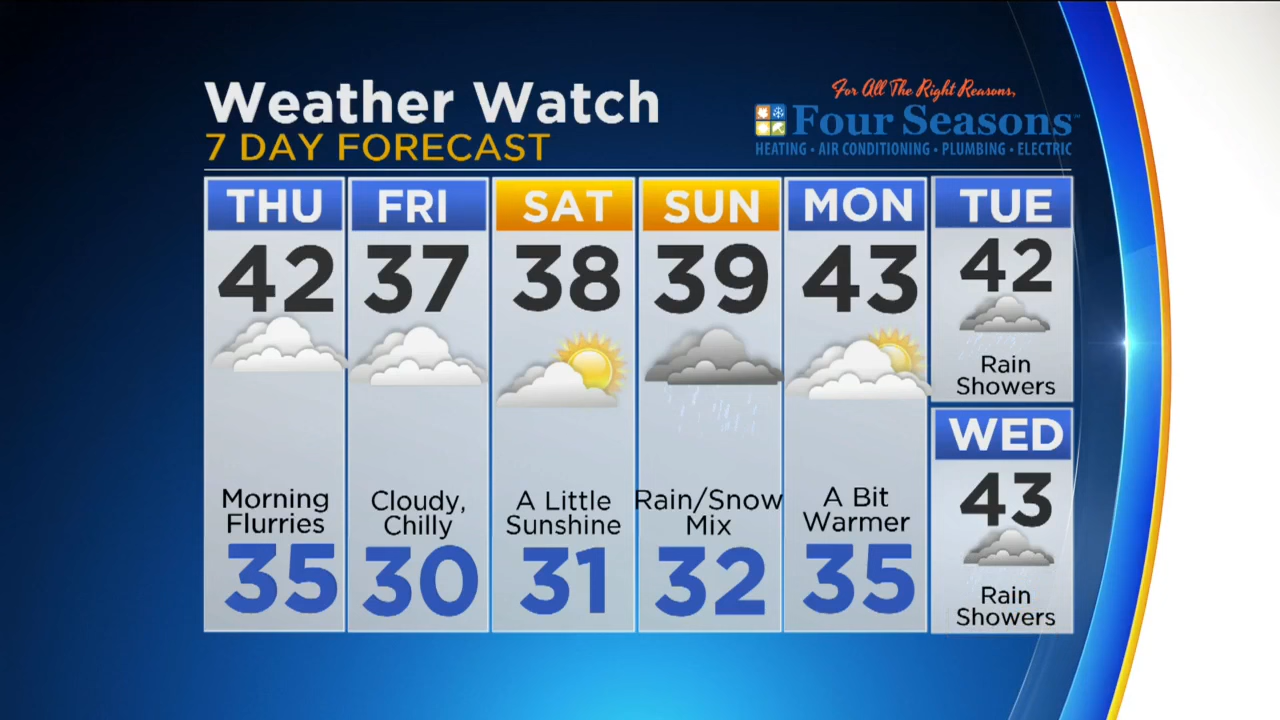 Weather Watch
7 DAY FORECAST
For All The Right Reasons,
Four Seasons
HEATING • AIR CONDITIONING • PLUMBING • ELECTRIC
THU
42
Morning
Flurries
35
FRI
37
Cloudy,
Chilly
30
SAT
38
A Little
Sunshine
31
SUN
39
Rain/Snow
Mix
32
MON
43
A Bit
Warmer
35
TUE
42
Rain
Showers
WED
43
Rain
Showers